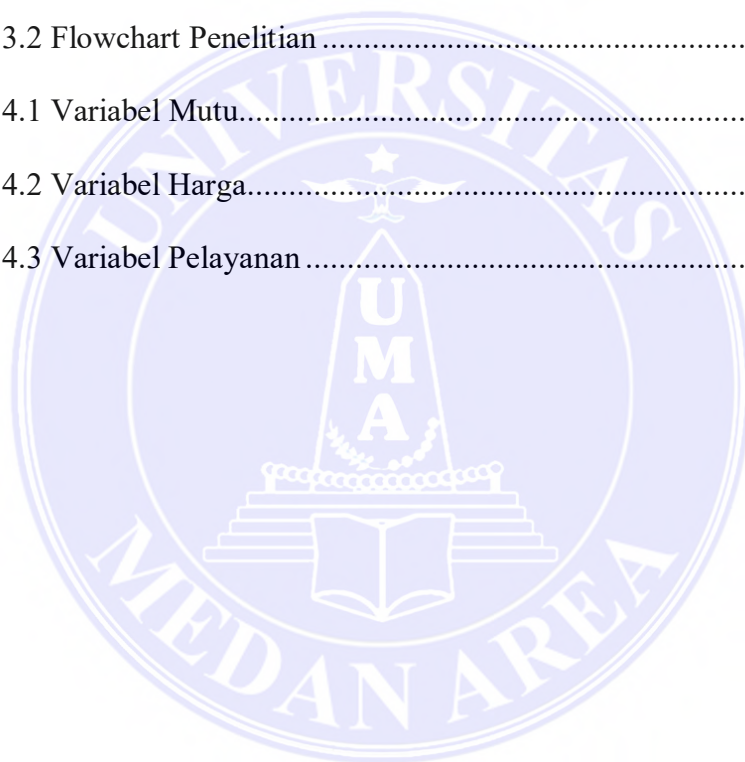 3.2 Flowchart Penelitian ....................................................
4.1 Variabel Mutu..............................................................
4.2 Variabel Harga.............................................................
4.3 Variabel Pelayanan ......................................................
UNIVERSITAS
U
M
A
MEDAN AREA